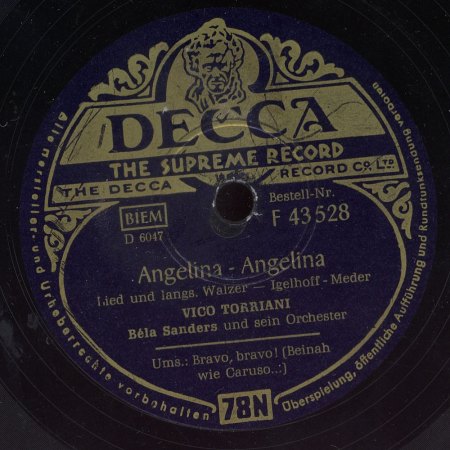 DECCA
THE SUPREME RECORD
THE DECCA RECORD CO. LTD.
BIEM
D 6047
Bestell-Nr.
F 43528
Angelina - Angelina
Lied und langs. Walzer — Igelhoff - Meder
VICO TORRIANI
Béla Sanders und sein Orchester
Ums.: Bravo, bravo! (Beinah
wie Caruso..:)
78N
Alle Hersteller- und Urheberrechte vorbehalten
Überspielung, öffentliche Aufführung und Rundfunksendung verboten